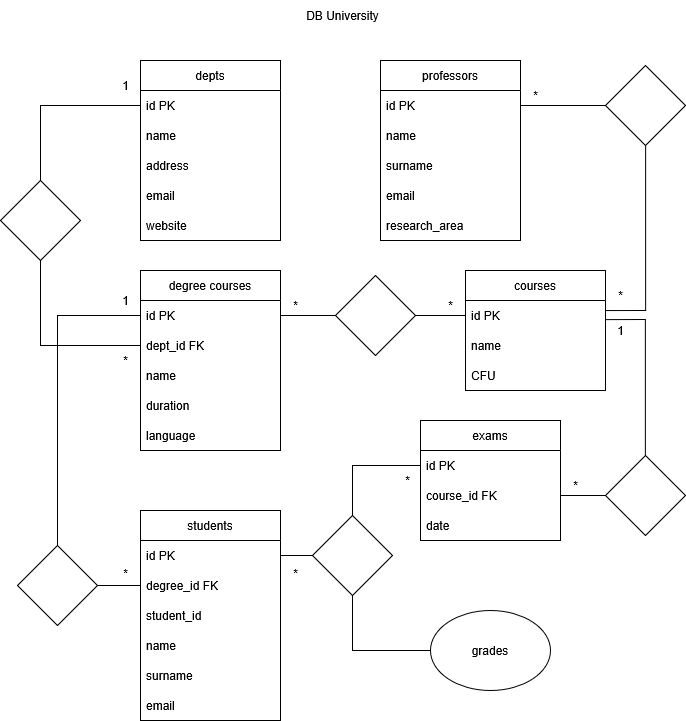 DB University
depts
id PK
name
address
email
website
professors
id PK
name
surname
email
research_area
1
*
*
1
degree courses
id PK
dept_id FK
name
duration
language
1
*
*
*
courses
id PK
name
CFU
exams
id PK
course_id FK
date
*
*
students
id PK
degree_id FK
student_id
name
surname
email
*
*
grades